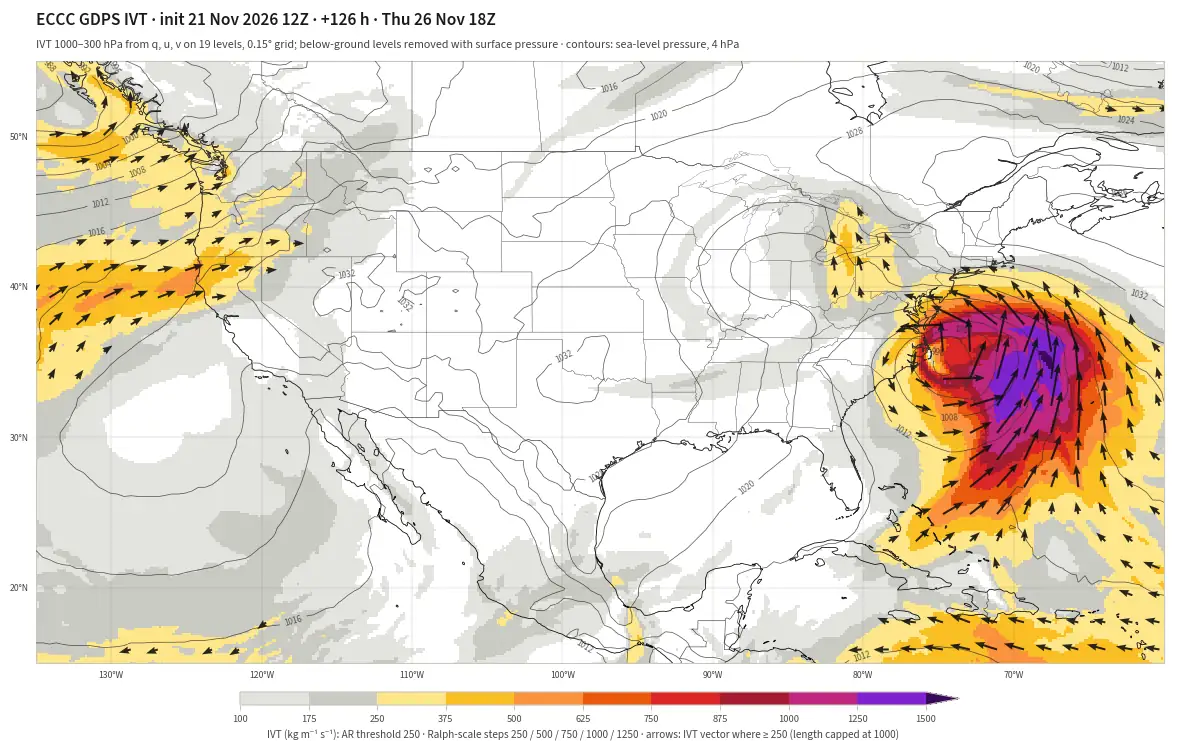 ECCC GDPS IVT · init 21 Nov 2026 12Z · +126 h · Thu 26 Nov 18Z
IVT 1000–300 hPa from q, u, v on 19 levels, 0.15° grid; below-ground levels removed with surface pressure · contours: sea-level pressure, 4 hPa
1020
1012
1016
1020
1024
50°N
1000
1028
1004
1008
1012
1016
1032
40°N
1032
1032
1032
1008
30°N
1012
1020
20°N
1016
1012
1012
130°W
120°W
110°W
100°W
90°W
80°W
70°W
100
175
250
375
500
625
750
875
1000
1250
1500
IVT (kg m⁻¹ s⁻¹): AR threshold 250 · Ralph-scale steps 250 / 500 / 750 / 1000 / 1250 · arrows: IVT vector where ≥ 250 (length capped at 1000)